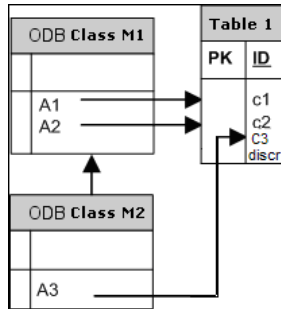 ODB Class M1
A1
A2
Table 1
PK ID
c1
c2
C3
discr
ODB Class M2
A3